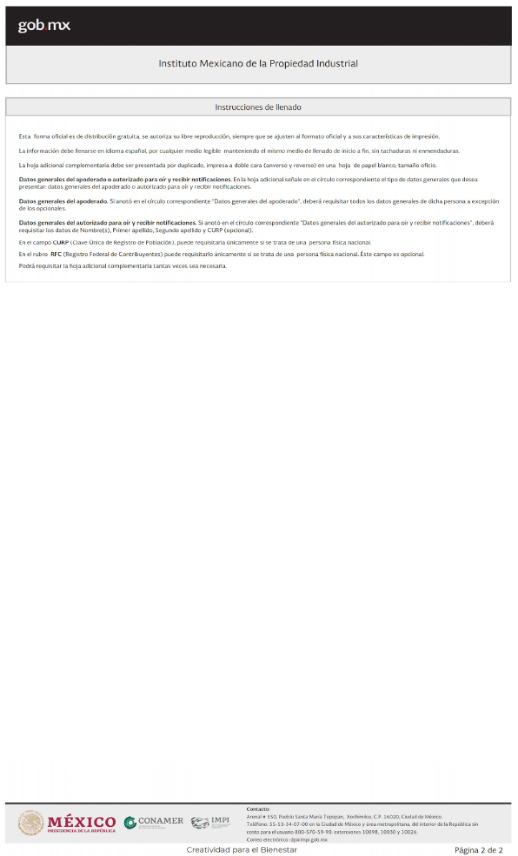 gob.mx
Instituto Mexicano de la Propiedad Industrial
Instrucciones de llenado
Esta forma oficial es de distribución gratuita, se autoriza su libre reproducción, siempre que se ajusten al formato oficial y a sus características de impresión.
La información debe llenarse en idioma español, por cualquier medio legible manteniendo el mismo medio de llenado de inicio a fin, sin tachaduras ni enmendaduras.
La hoja adicional complementaria debe ser presentada por duplicado, impresa a doble cara (anverso y reverso) en una hoja de papel blanco, tamaño oficio.
Datos generales del apoderado o autorizado para oír y recibir notificaciones. En la hoja adicional señale en el círculo correspondiente el tipo de datos generales que desea
presentar: datos generales del apoderado o autorizado para oír y recibir notificaciones.
Datos generales del apoderado. Si anotó en el círculo correspondiente "Datos generales del apoderado", deberá requisitar todos los datos generales de dicha persona a excepción
de los opcionales.
Datos generales del autorizado para oír y recibir notificaciones. Si anotó en el círculo correspondiente "Datos generales del autorizado para oír y recibir notificaciones", deberá
requisitar los datos de Nombre(s), Primer apellido, Segundo apellido y CURP (opcional).
En el campo CURP (Clave Única de Registro de Población), puede requisitarla únicamente si se trata de una persona física nacional.
En el rubro RFC (Registro Federal de Contribuyentes) puede requisitarlo únicamente si se trata de una persona física nacional. Éste campo es opcional.
Podrá requisitar la hoja adicional complementaria tantas veces sea necesaria.
MÉXICO
PRESIDENCIA DE LA REPÚBLICA
CONAMER
IMPI
Contacto:
Arenal # 550, Pueblo Santa María Tepepan, Xochimilco, C.P. 16020, Ciudad de México.
Teléfono: 55-53-34-07-00 en la Ciudad de México y área metropolitana, del interior de la República sin
costo para el usuario 800-570-59-90, extensiones 10098, 10030 y 10026
Correo electrónico:
Creatividad para el Bienestar
Página 2 de 2